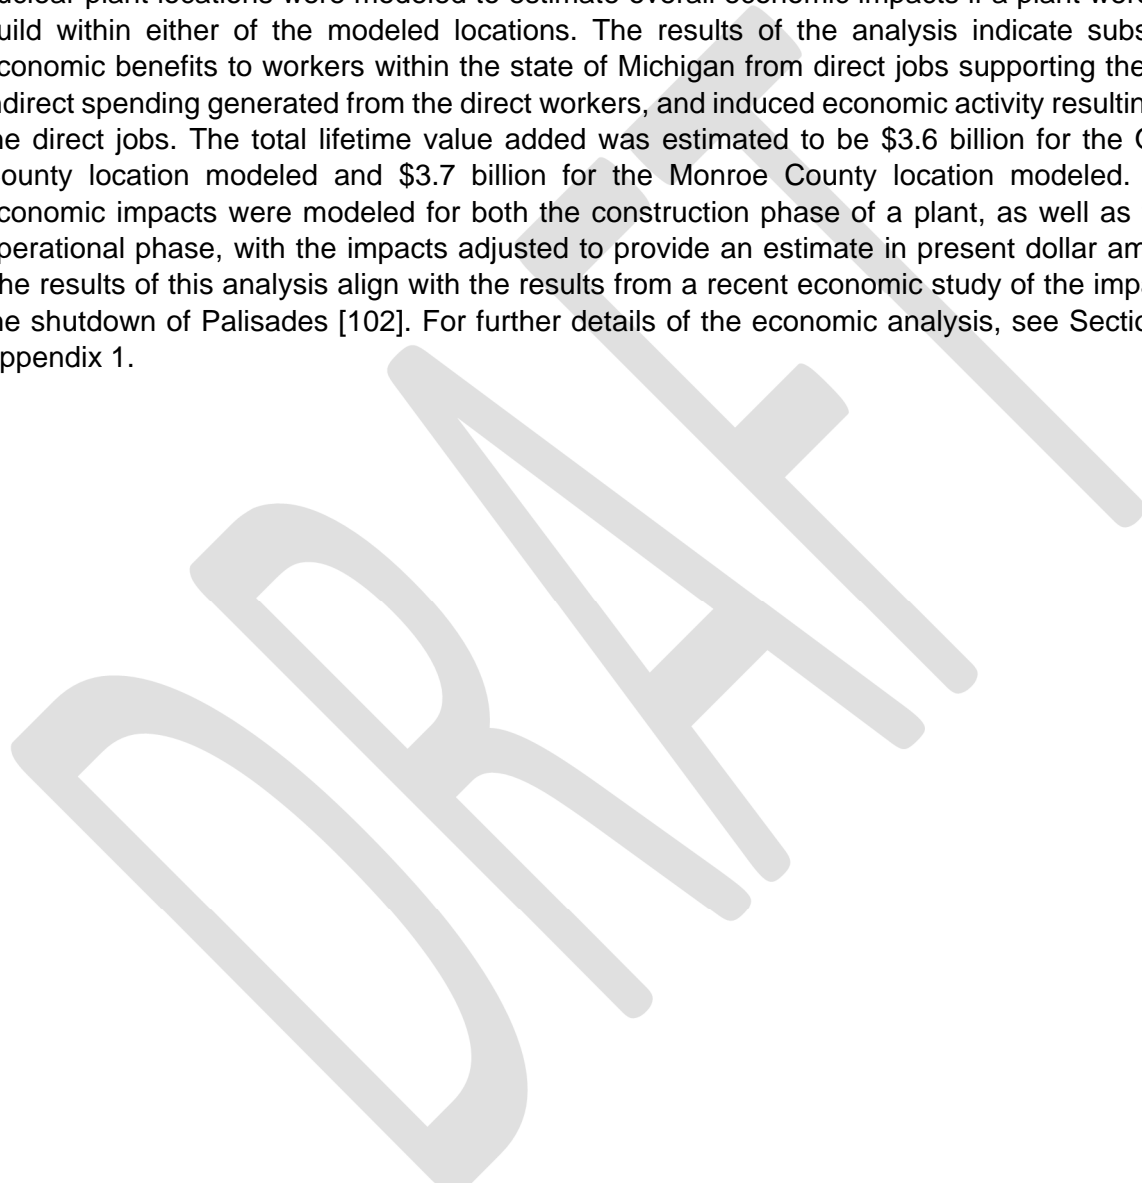 uclear plant locations were modeled to estimate overall economic impacts if a plant were
uild within either of the modeled locations. The results of the analysis indicate subs
conomic benefits to workers within the state of Michigan from direct jobs supporting the
ndirect spending generated from the direct workers, and induced economic activity resultin
he direct jobs. The total lifetime value added was estimated to be $3.6 billion for the
ounty location modeled and $3.7 billion for the Monroe County location modeled.
conomic impacts were modeled for both the construction phase of a plant, as well as
perational phase, with the impacts adjusted to provide an estimate in present dollar am
he results of this analysis align with the results from a recent economic study of the impa
he shutdown of Palisades [102]. For further details of the economic analysis, see Sectio
ppendix 1.
DRAFT